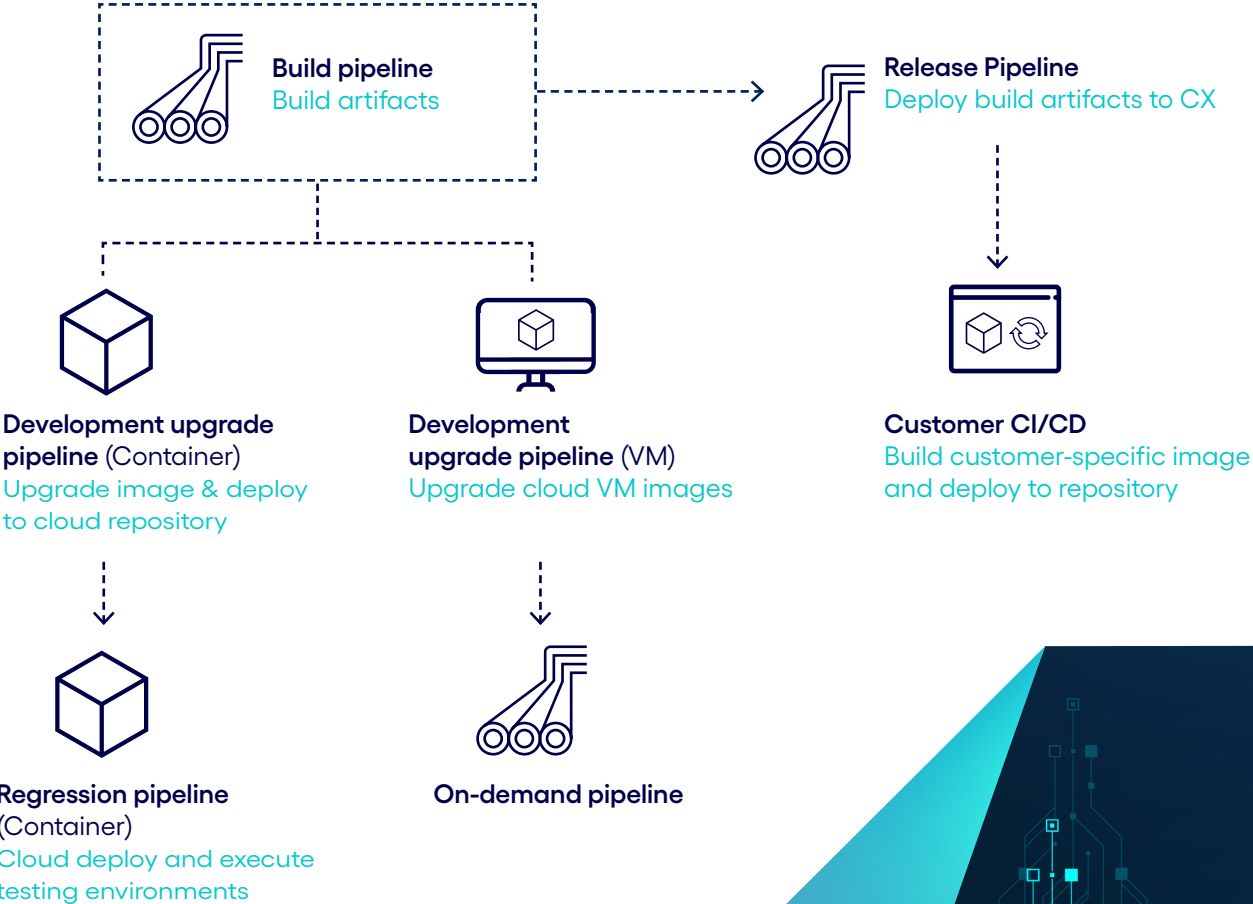 Build pipeline
Build artifacts
Release Pipeline
Deploy build artifacts to CX
Development upgrade
pipeline (Container)
Upgrade image & deploy
to cloud repository
Development
upgrade pipeline (VM)
Upgrade cloud VM images
Customer CI/CD
Build customer-specific image
and deploy to repository
Regression pipeline
(Container)
Cloud deploy and execute
testing environments
On-demand pipeline